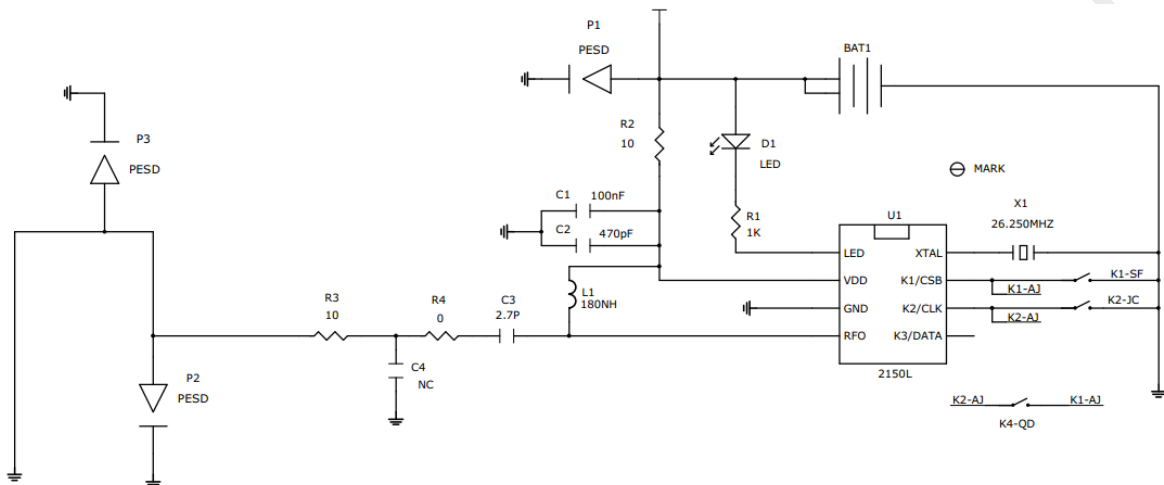 P1
PESD
BAT1
P3
PESD
R2
10
D1
LED
MARK
C1 100nF
C2 470pF
R1
1K
U1
X1
26.250MHZ
LED XTAL
VDD K1/CSB
GND K2/CLK
RFO K3/DATA
2150L
K1-SF
K1-AJ
K2-JC
K2-AJ
L1
180NH
R3
10
R4
0
C3
2.7P
C4
NC
P2
PESD
K2-AJ K1-AJ
K4-QD